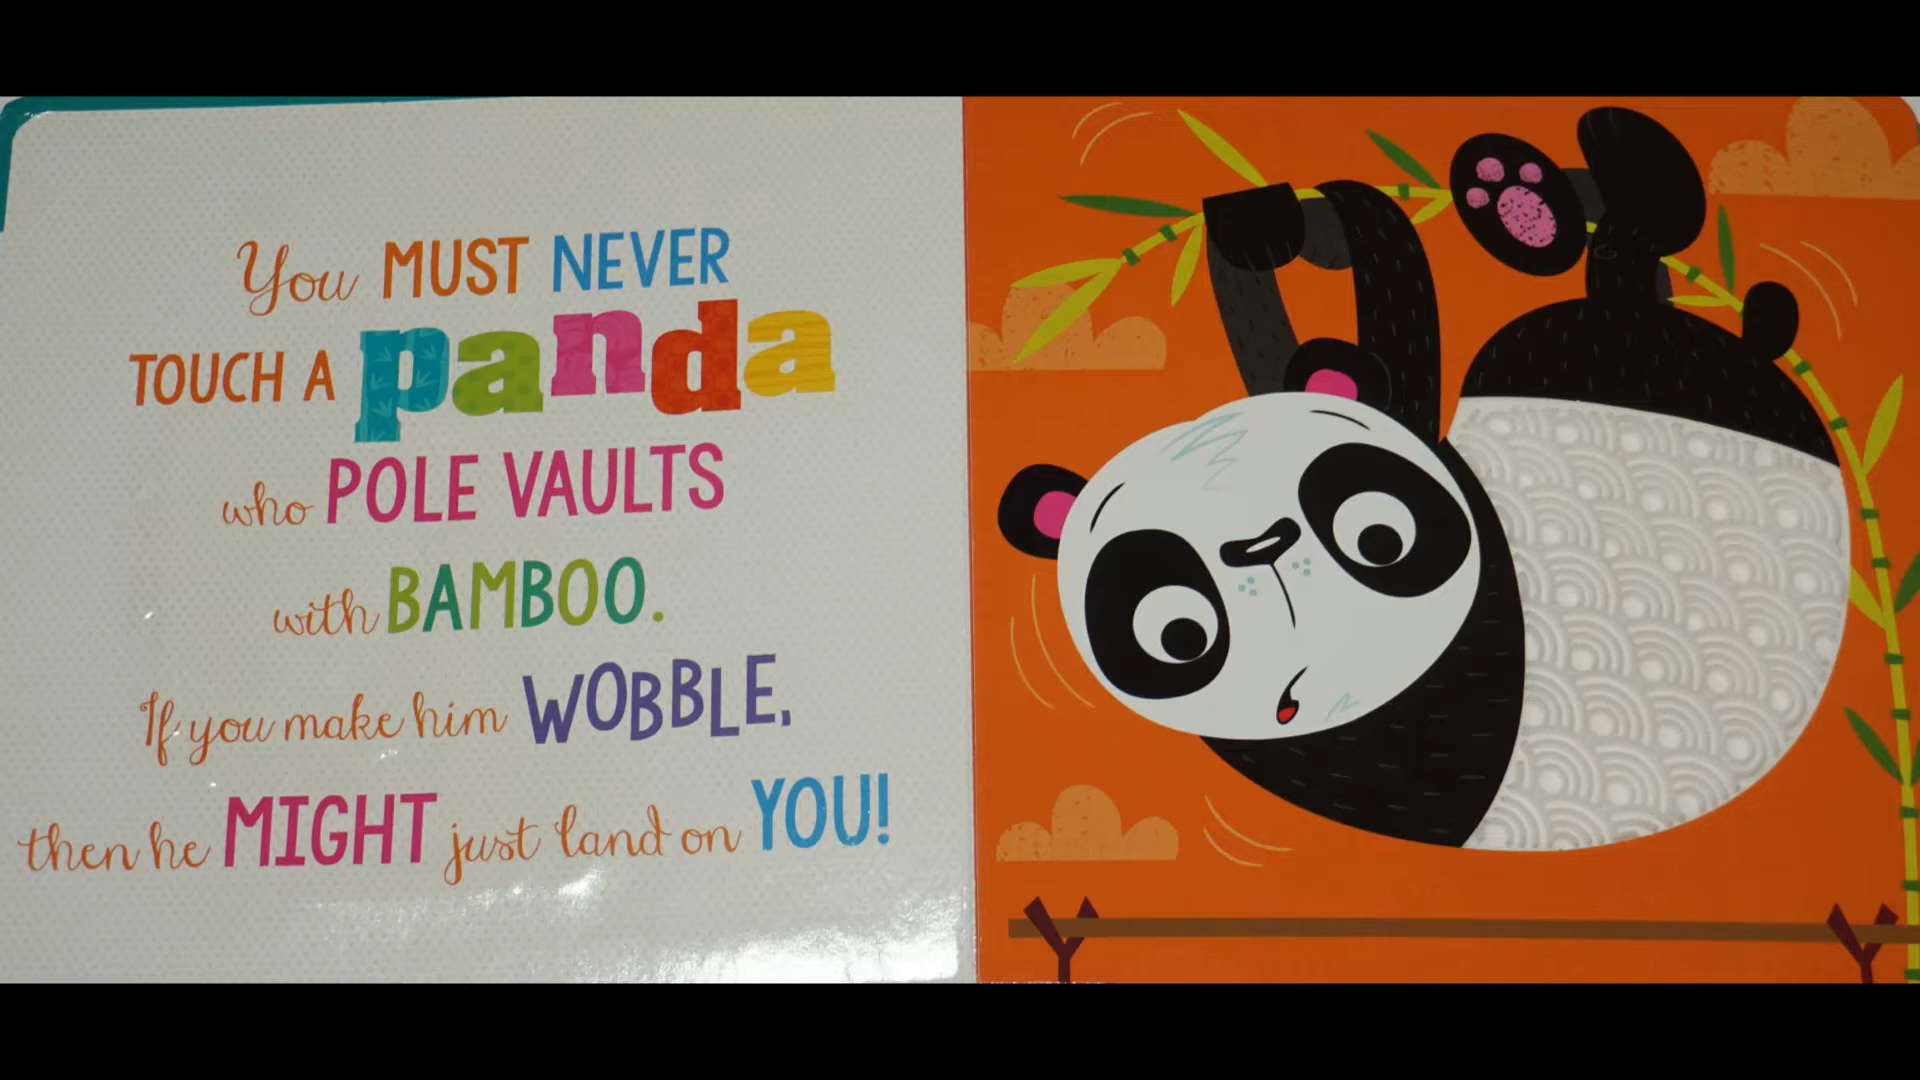 You MUST NEVER
TOUCH A panda
who POLE VAULTS
with BAMBOO.
If you make him WOBBLE,
then he MIGHT just land on YOU!